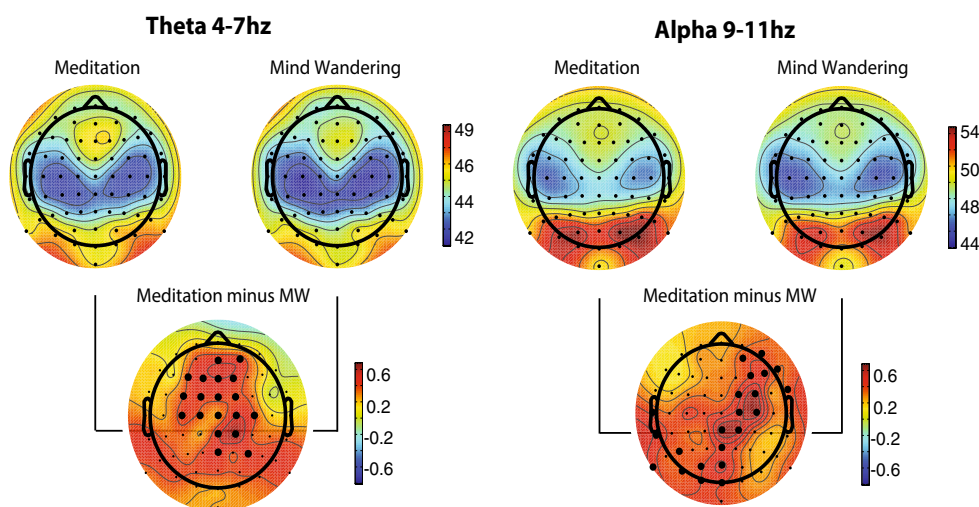 Theta 4-7hz
Alpha 9-11hz
Meditation
Mind Wandering
Meditation
Mind Wandering
49
46
44
42
54
50
48
44
Meditation minus MW
Meditation minus MW
0.6
0.2
-0.2
-0.6
0.6
0.2
-0.2
-0.6